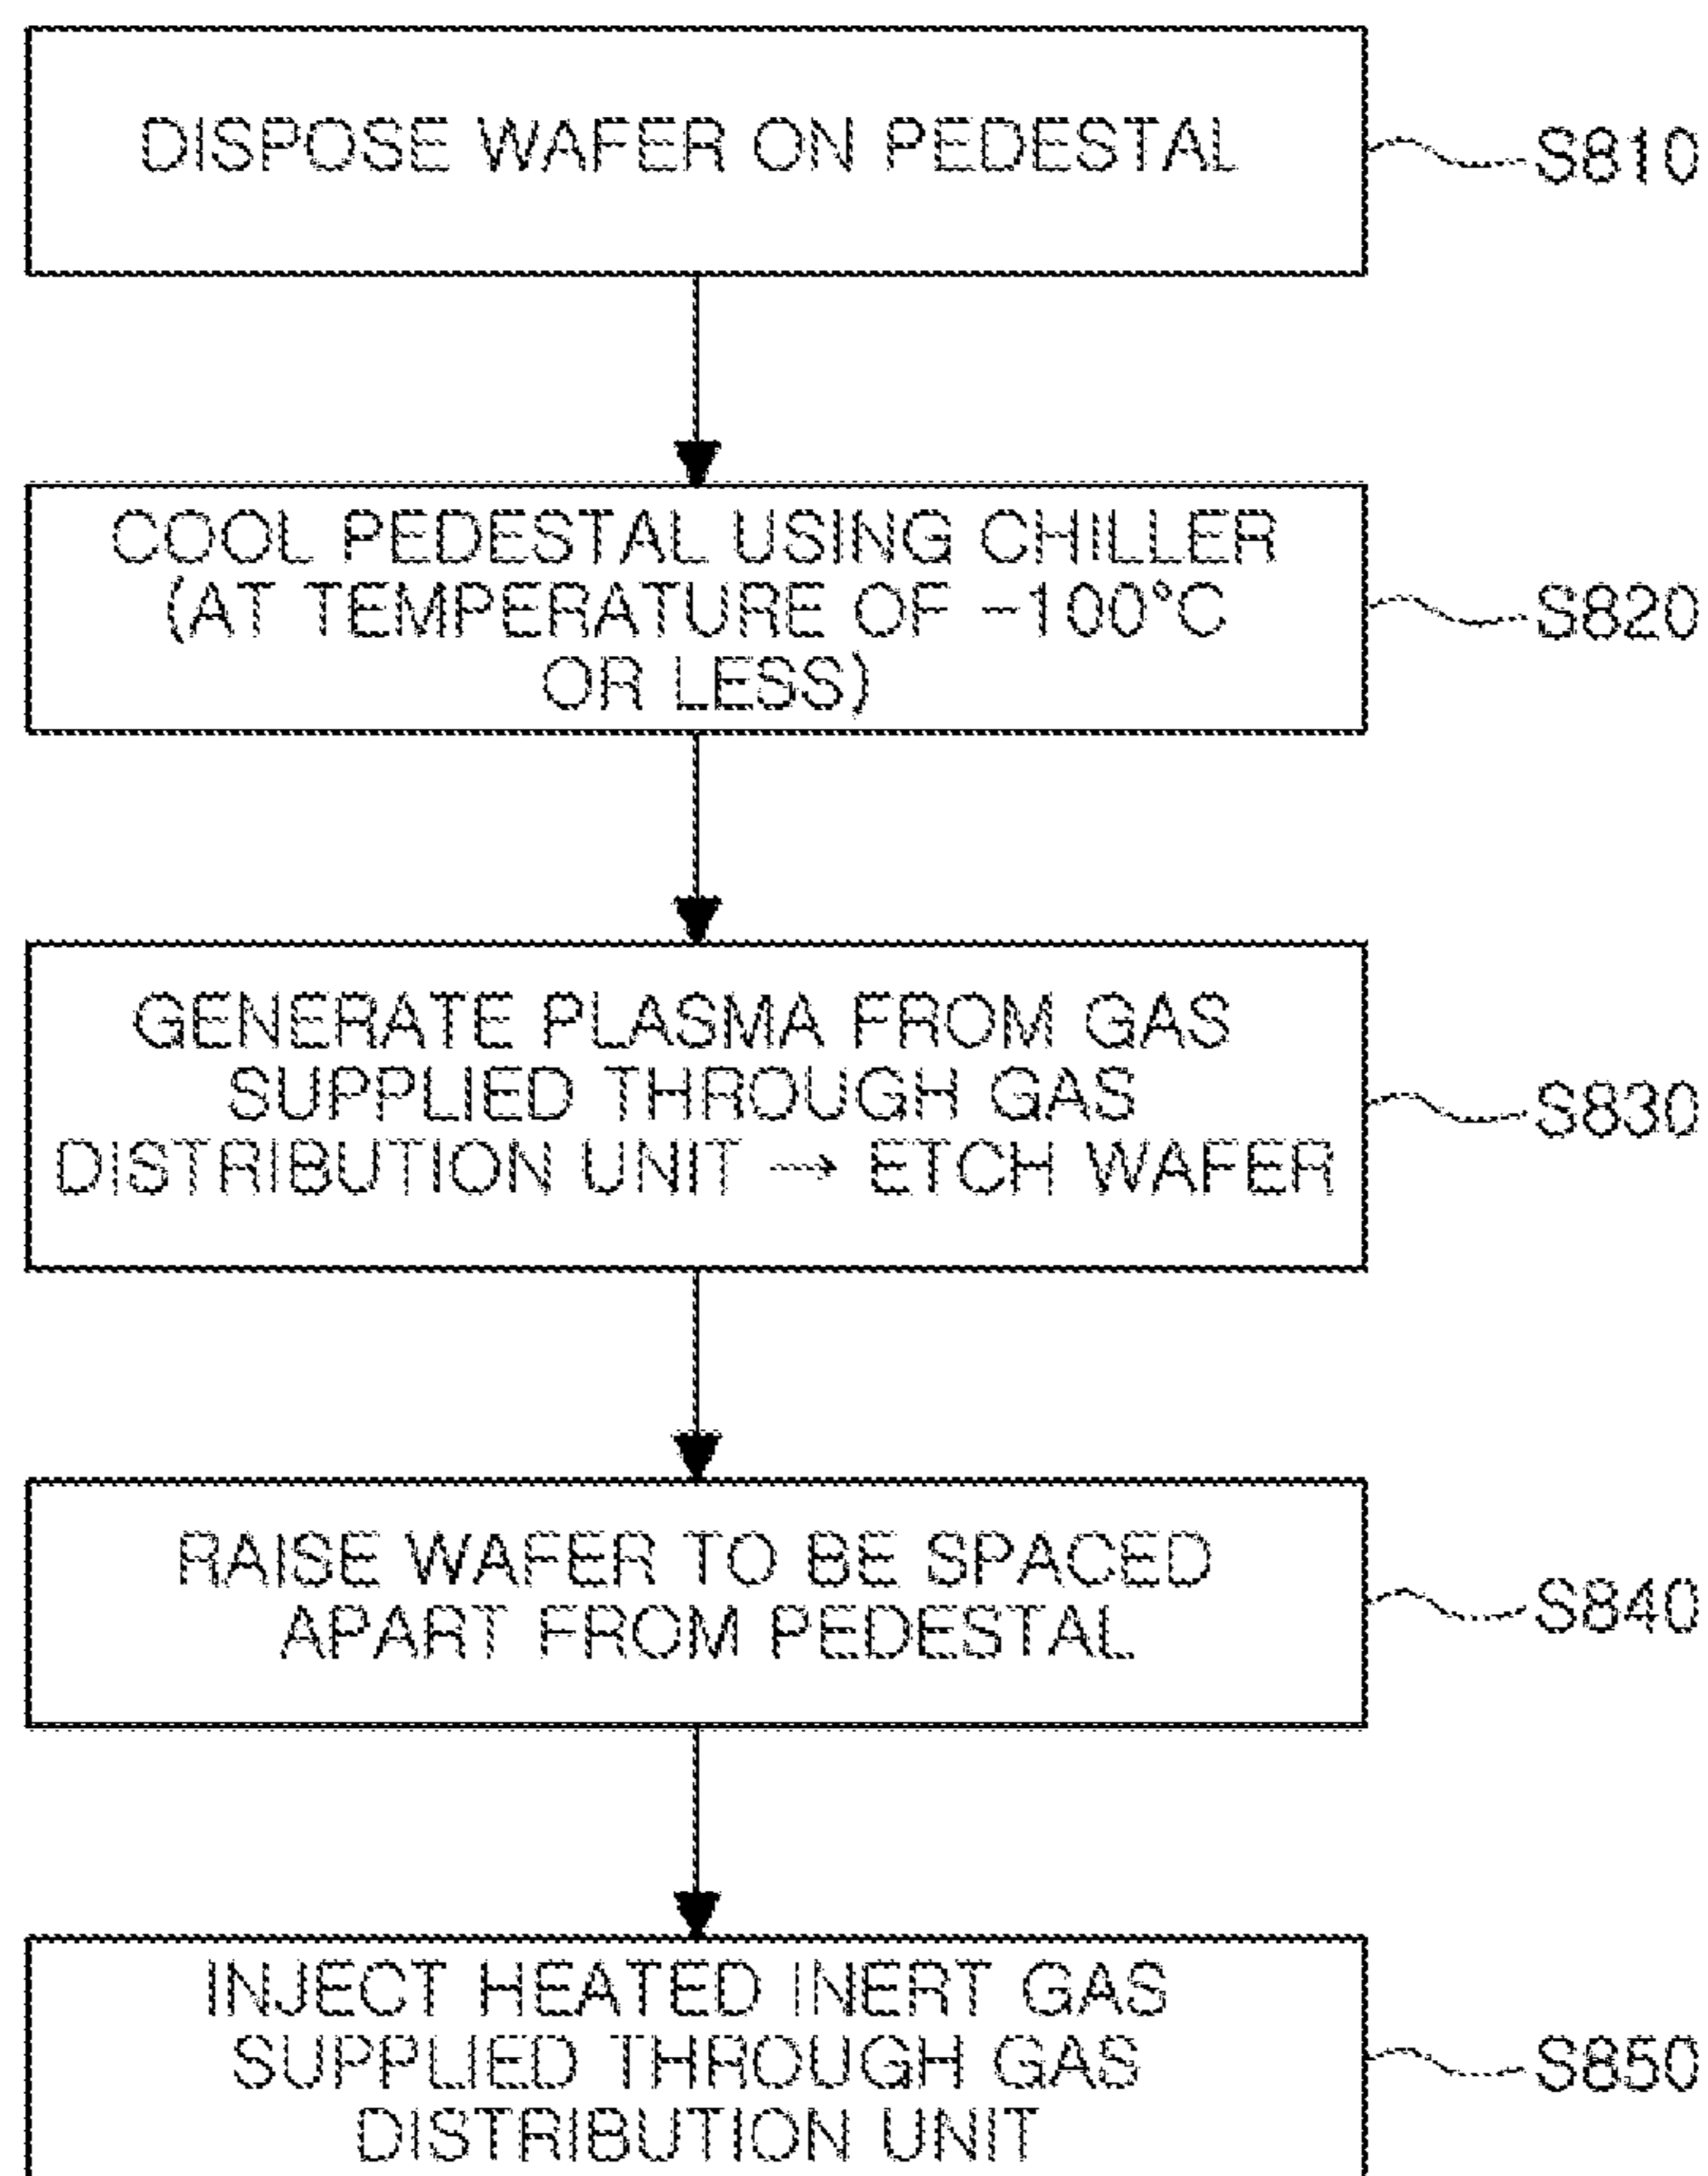 DISPOSE WAFER ON PEDESTAL
S810
COOL PEDESTAL USING CHILLER
(AT TEMPERATURE OF -100°C
OR LESS)
S820
GENERATE PLASMA FROM GAS
SUPPLIED THROUGH GAS
DISTRIBUTION UNIT → ETCH WAFER
S830
RAISE WAFER TO BE SPACED
APART FROM PEDESTAL
S840
INJECT HEATED INERT GAS
SUPPLIED THROUGH GAS
DISTRIBUTION UNIT
S850